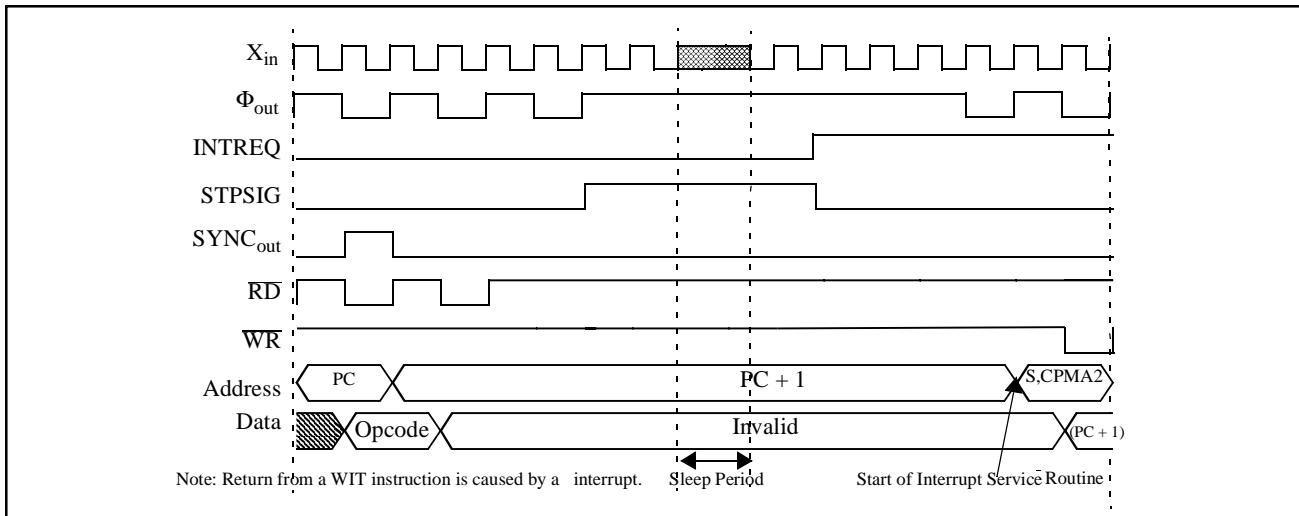 Xin
Φout
INTREQ
STPSIG
SYNCout
RD
WR
Address PC PC + 1 S,CPMA2
Data Opcode Invalid (PC + 1)
Note: Return from a WIT instruction is caused by a interrupt. Sleep Period Start of Interrupt Service Routine